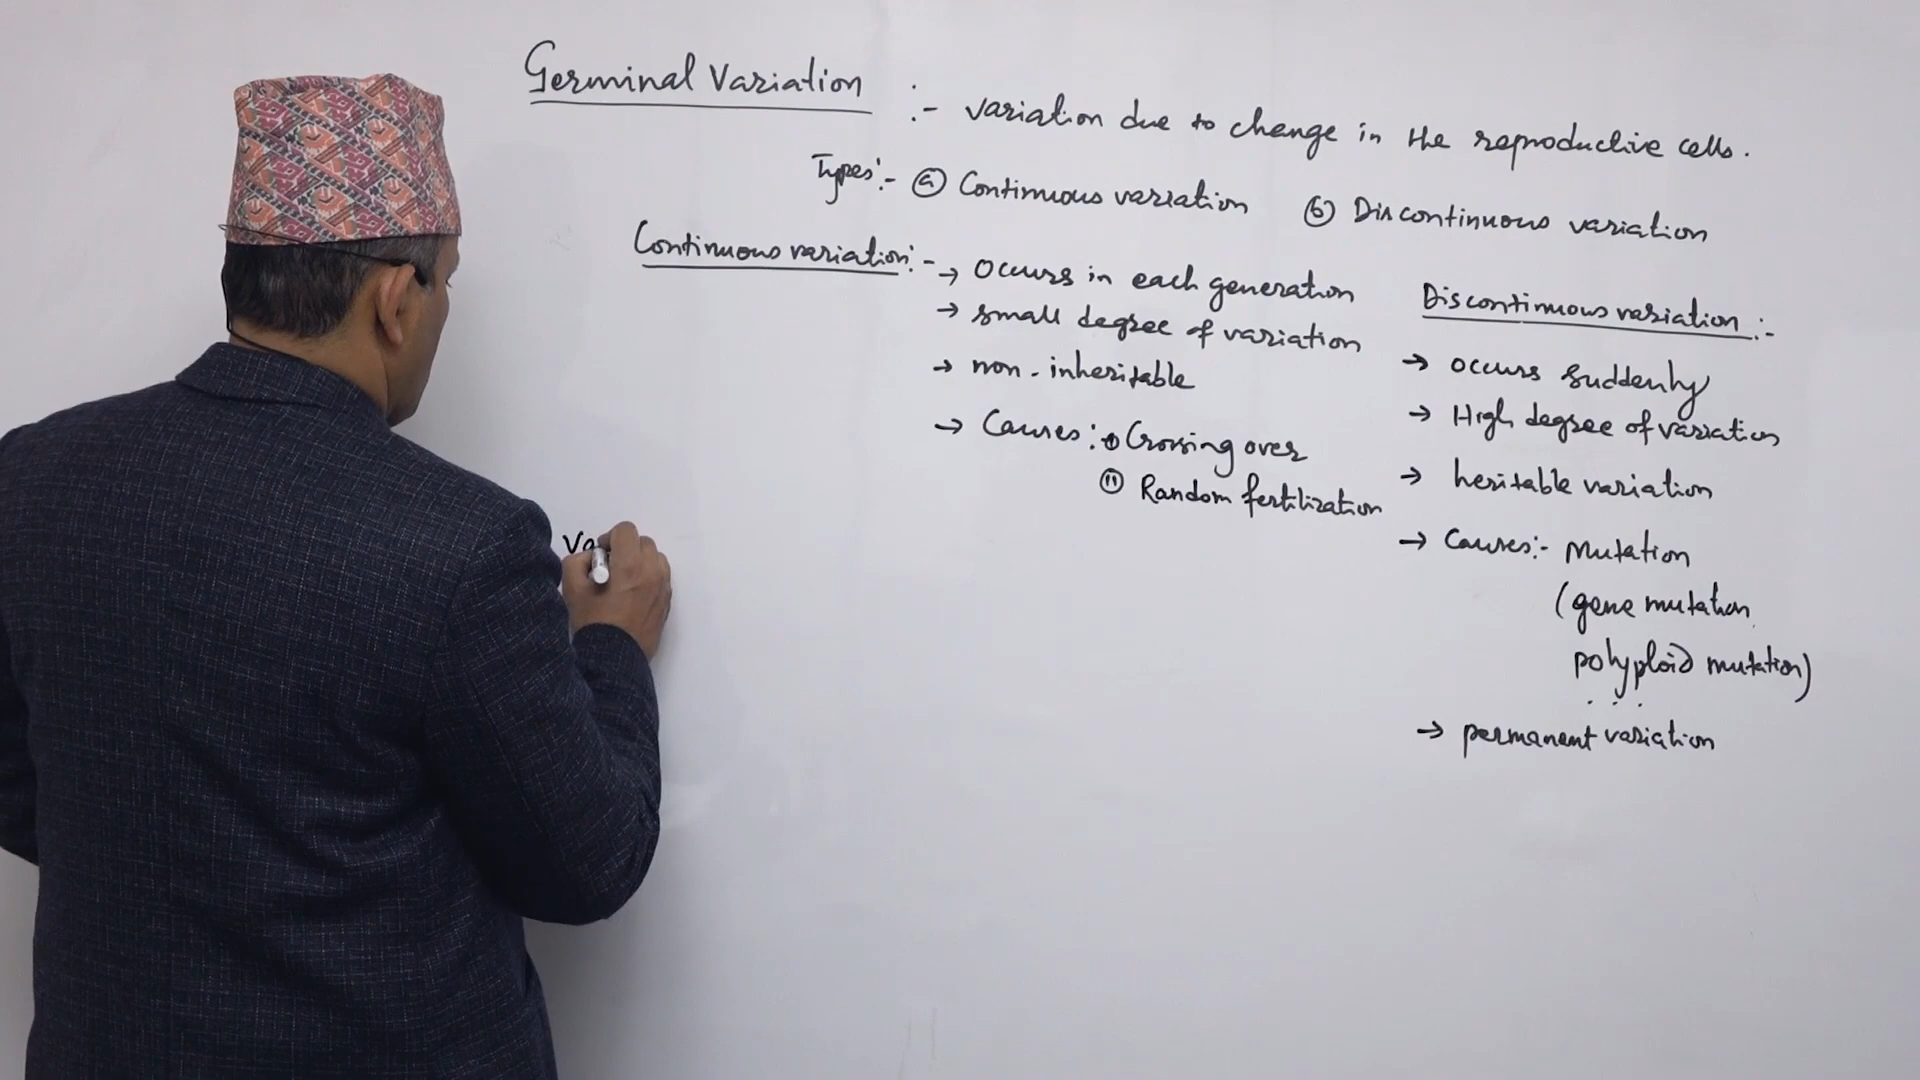 Germinal Variation :- variation due to change in the reproductive cells.
Types:- (a) Continuous variation (b) Discontinuous variation
Continuous variation:-
→ Occurs in each generation
→ small degree of variation
→ non-inheritable
→ Causes:- (i) Crossing over
(ii) Random fertilization
Discontinuous variation:-
→ occurs suddenly
→ High degree of variation
→ heritable variation
→ Causes:- Mutation
(gene mutation
polyploid mutation)
...
→ permanent variation
Va